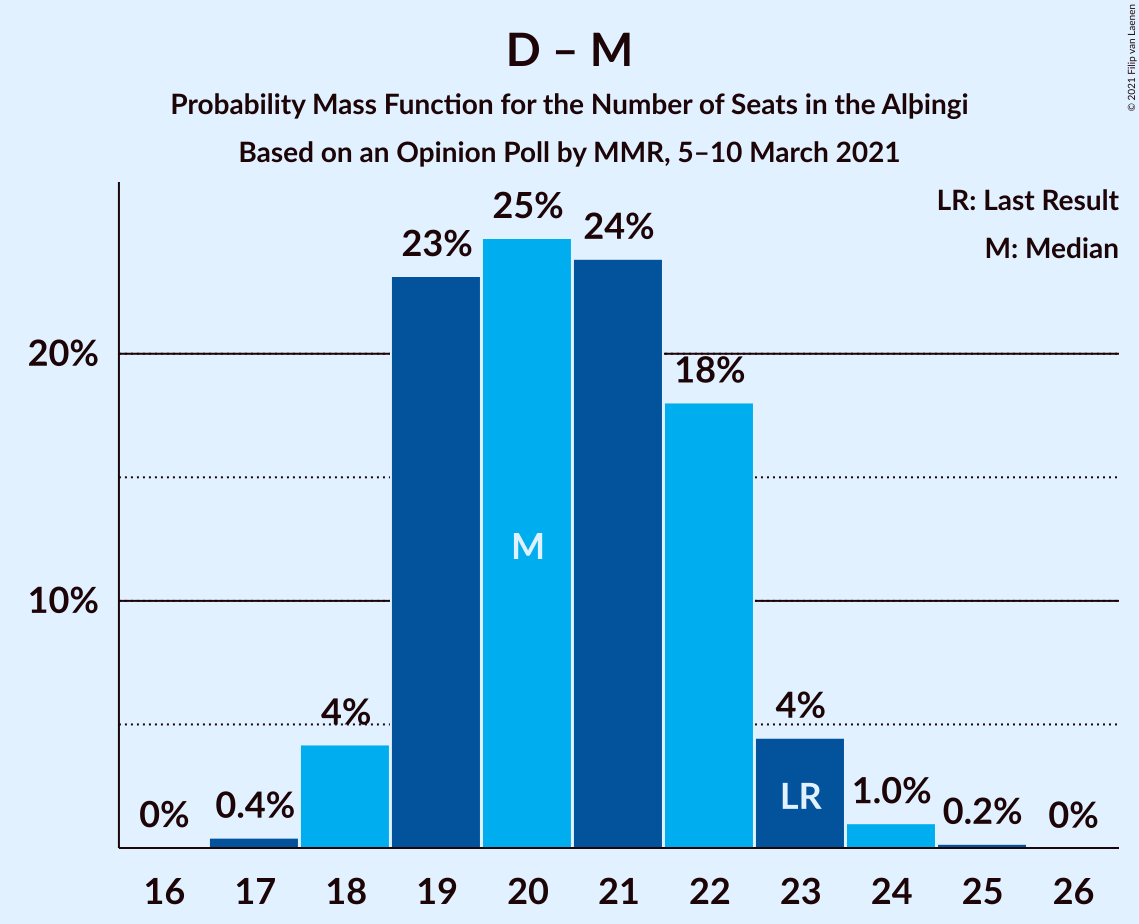 D – M
Probability Mass Function for the Number of Seats in the Alþingi
Based on an Opinion Poll by MMR, 5–10 March 2021
© 2021 Filip van Laenen
LR: Last Result
M: Median
20%
10%
0%
0.4%
4%
23%
25%
24%
18%
4%
1.0%
0.2%
0%
M
LR
16 17 18 19 20 21 22 23 24 25 26